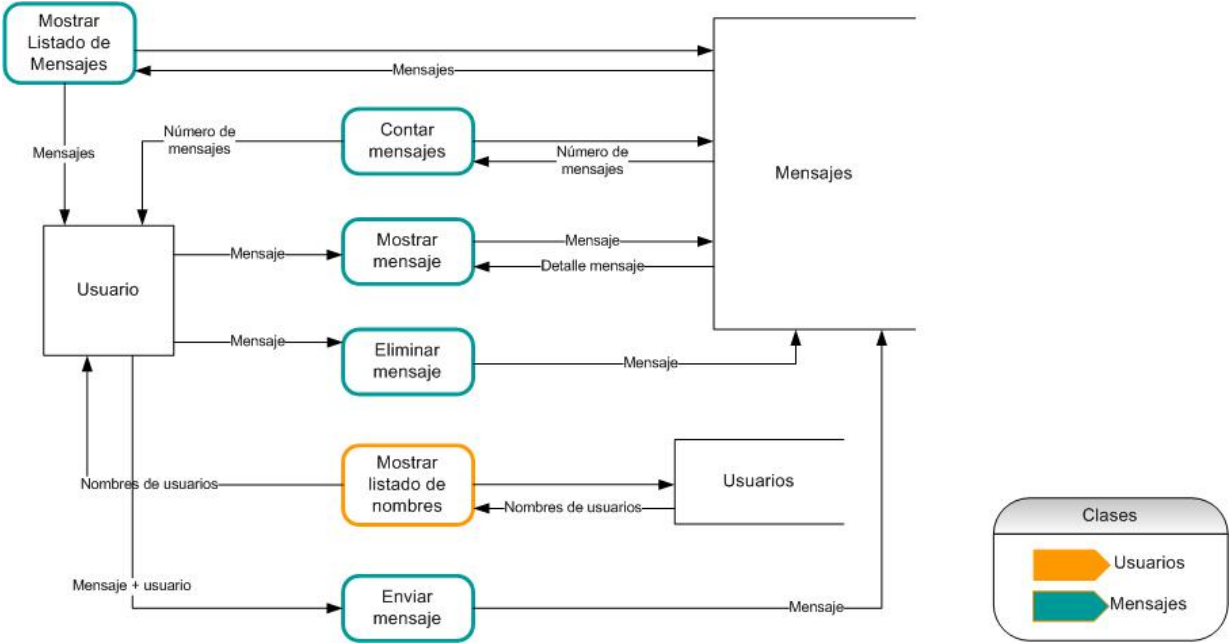 Mostrar
Listado de
Mensajes
Mensajes
Mensajes
Número de
mensajes
Contar
mensajes
Número de
mensajes
Mensajes
Usuario
Mensaje
Mostrar
mensaje
Mensaje
Detalle mensaje
Mensaje
Eliminar
mensaje
Mensaje
Nombres de usuarios
Mostrar
listado de
nombres
Nombres de usuarios
Usuarios
Mensaje + usuario
Enviar
mensaje
Mensaje
Clases
Usuarios
Mensajes